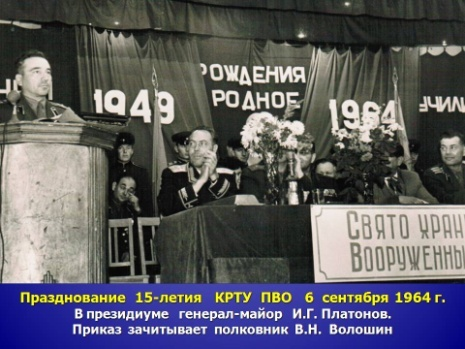 РОЖДЕНИЯ
1949 РОДНОЕ 1964 УЧИЛИ
СВЯТО ХРАН
ВООРУЖЕННЫ
Празднование 15-летия КРТУ ПВО 6 сентября 1964 г.
В президиуме генерал-майор И.Г. Платонов.
Приказ зачитывает полковник В.Н. Волошин